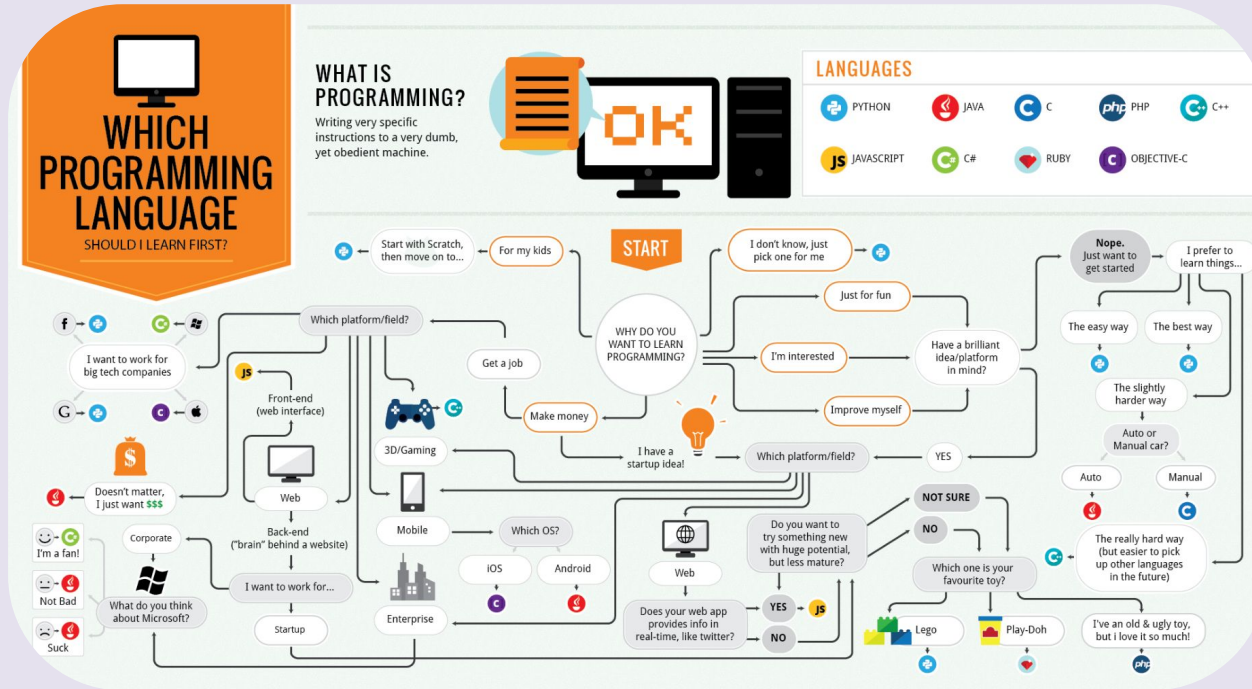 WHICH
PROGRAMMING
LANGUAGE
SHOULD I LEARN FIRST?
WHAT IS
PROGRAMMING?
Writing very specific
instructions to a very dumb,
yet obedient machine.
OK
LANGUAGES
PYTHON
JAVA
C
C
php PHP
C++ C++
JS JAVASCRIPT
C# C#
RUBY
C OBJECTIVE-C
START
WHY DO YOU
WANT TO LEARN
PROGRAMMING?
For my kids
Start with Scratch,
then move on to...
I don't know, just
pick one for me
Just for fun
I'm interested
Improve myself
Have a brilliant
idea/platform
in mind?
Nope.
Just want to
get started
I prefer to
learn things...
The easy way
The best way
The slightly
harder way
Auto or
Manual car?
Auto
Manual
C
The really hard way
(but easier to pick
up other languages
in the future)
C++
YES
Which platform/field?
Make money
I have a
startup idea!
Get a job
Which platform/field?
f
C#
I want to work for
big tech companies
G
C
$
Doesn't matter,
I just want $$$
JS
Front-end
(web interface)
Web
Back-end
("brain" behind a website)
I want to work for...
Corporate
What do you think
about Microsoft?
C#
I'm a fan!
Not Bad
Suck
Startup
C++
3D/Gaming
Mobile
Which OS?
iOS
C
Android
Enterprise
Web
Does your web app
provides info in
real-time, like twitter?
YES
JS
NO
Do you want to
try something new
with huge potential,
but less mature?
NOT SURE
NO
Which one is your
favourite toy?
Lego
Play-Doh
I've an old & ugly toy,
but i love it so much!
php